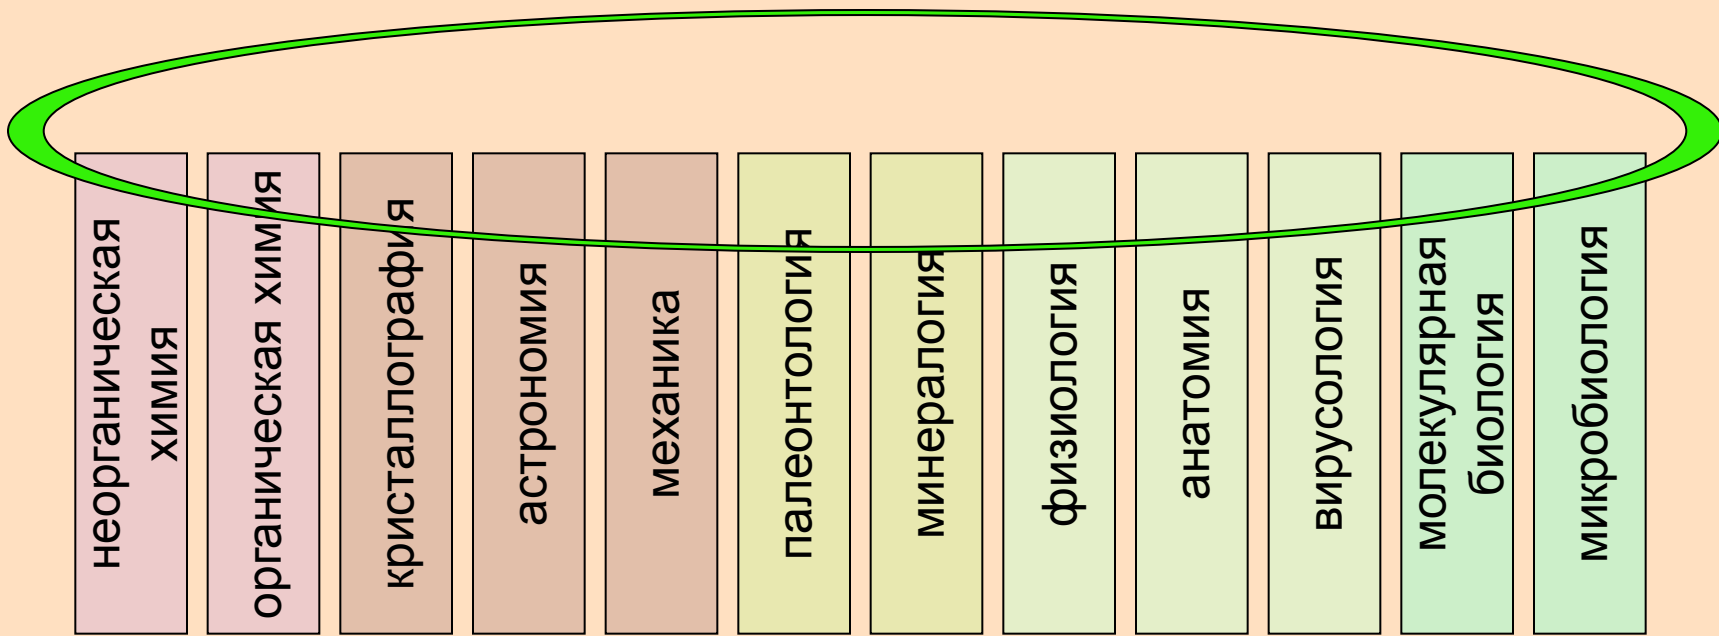 неорганическая
химия
органическая химия
кристаллография
астрономия
механика
палеонтология
минералогия
физиология
анатомия
вирусология
молекулярная
биология
микробиология